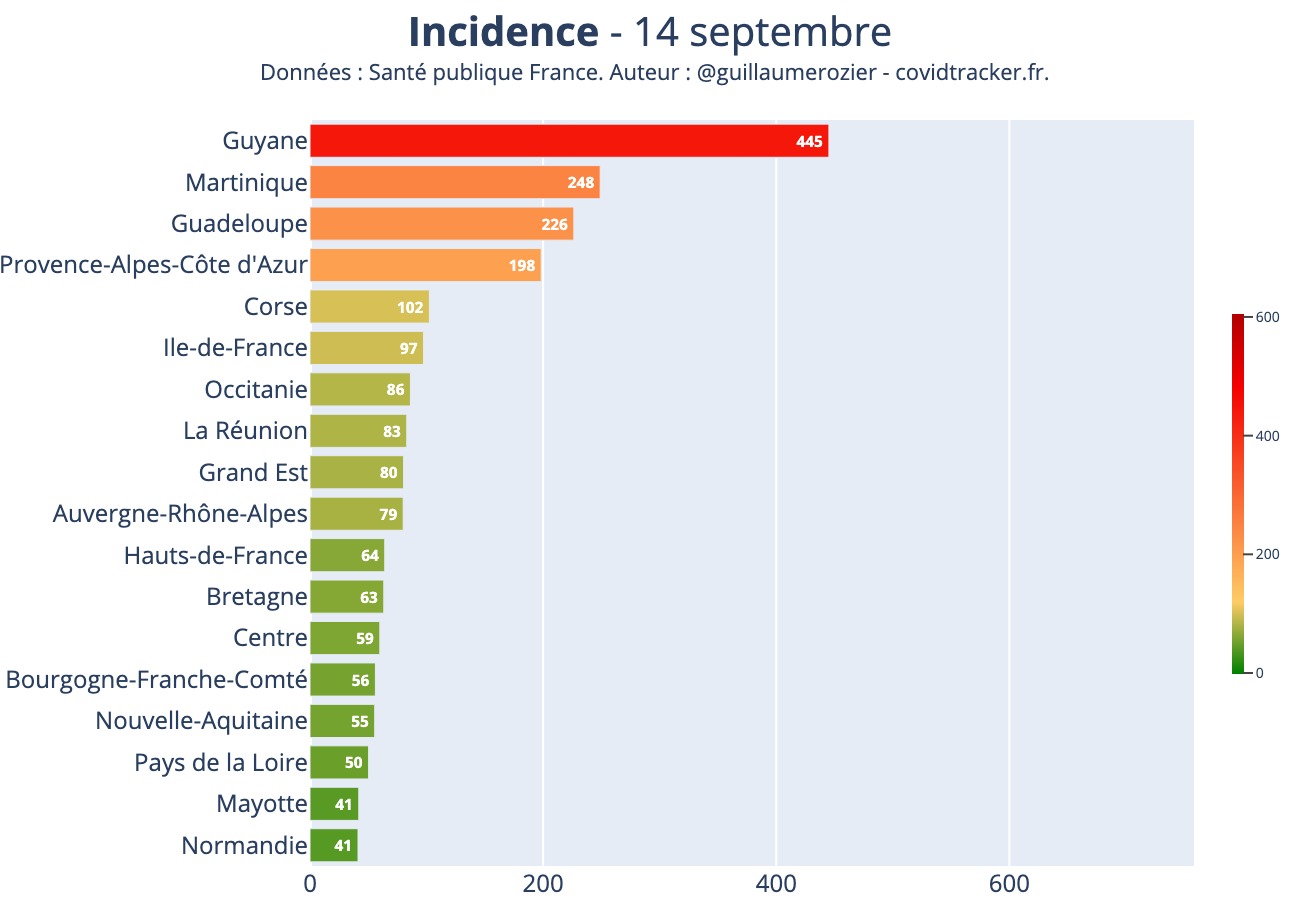 Incidence - 14 septembre
Données : Santé publique France. Auteur : @guillaumerozier - covidtracker.fr.
Guyane 445
Martinique 248
Guadeloupe 226
Provence-Alpes-Côte d'Azur 198
Corse 102
Ile-de-France 97
Occitanie 86
La Réunion 83
Grand Est 80
Auvergne-Rhône-Alpes 79
Hauts-de-France 64
Bretagne 63
Centre 59
Bourgogne-Franche-Comté 56
Nouvelle-Aquitaine 55
Pays de la Loire 50
Mayotte 41
Normandie 41
0 200 400 600
600
400
200
0